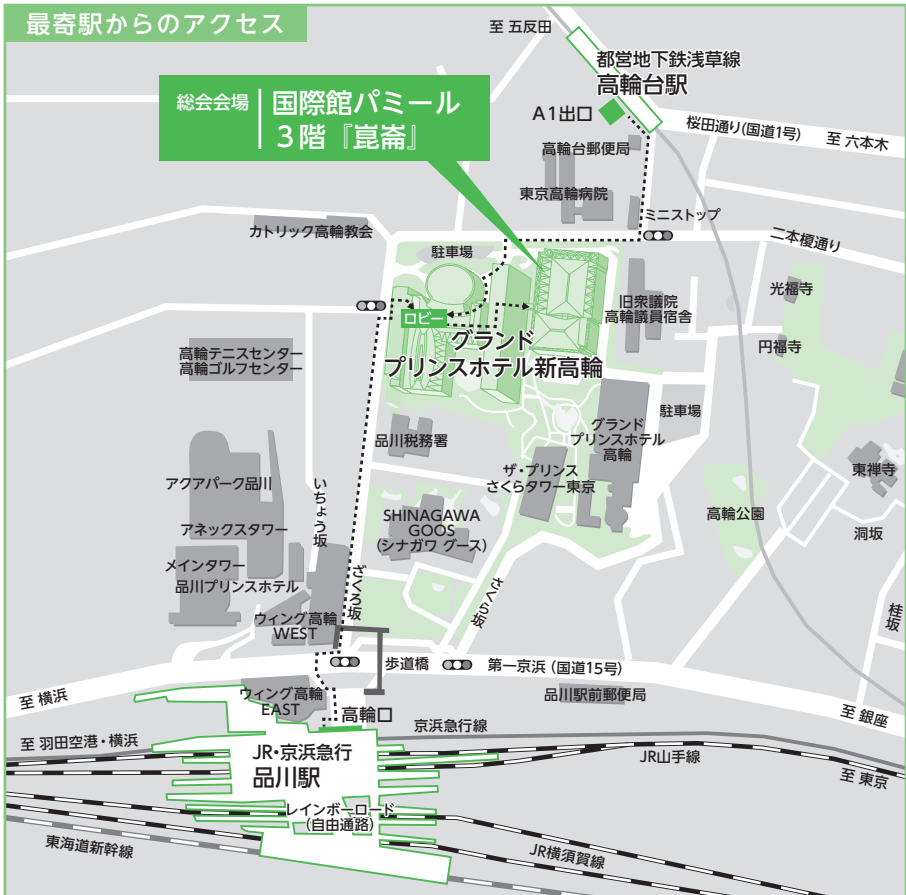 最寄駅からのアクセス
至 五反田
都営地下鉄浅草線
高輪台駅
総会会場
国際館パミール
3階『崑崙』
A1出口
桜田通り(国道1号)
至 六本木
高輪台郵便局
東京高輪病院
ミニストップ
カトリック高輪教会
駐車場
二本榎通り
光福寺
旧衆議院
高輪議員宿舎
ロビー
円福寺
グランド
プリンスホテル新高輪
高輪テニスセンター
高輪ゴルフセンター
駐車場
グランド
プリンスホテル
高輪
品川税務署
ザ・プリンス
さくらタワー東京
東禅寺
アクアパーク品川
いちょう坂
高輪公園
SHINAGAWA
GOOS
(シナガワ グース)
アネックスタワー
洞坂
メインタワー
品川プリンスホテル
ざくろ坂
さくら坂
桂坂
ウィング高輪
WEST
歩道橋
第一京浜(国道15号)
至 横浜
ウィング高輪
EAST
高輪口
品川駅前郵便局
至 銀座
至 羽田空港・横浜
京浜急行線
JR・京浜急行
品川駅
JR山手線
至 東京
レインボーロード
(自由通路)
東海道新幹線
JR横須賀線